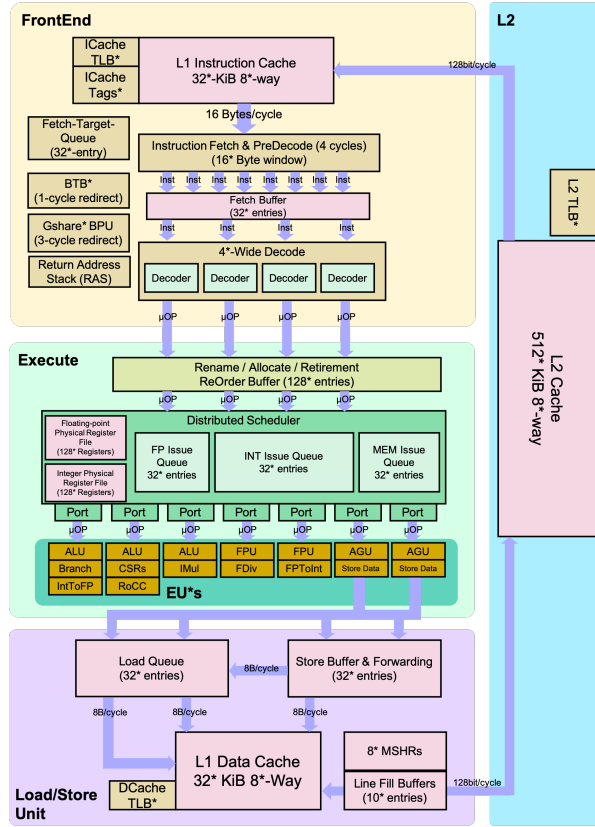 FrontEnd
ICache
TLB*
ICache
Tags*
L1 Instruction Cache
32*-KiB 8*-way
128bit/cycle
L2
16 Bytes/cycle
Fetch-Target-
Queue
(32*-entry)
Instruction Fetch & PreDecode (4 cycles)
(16* Byte window)
Inst Inst Inst Inst Inst Inst Inst Inst
BTB*
(1-cycle redirect)
Fetch Buffer
(32* entries)
L2 TLB*
Inst Inst Inst Inst
Gshare* BPU
(3-cycle redirect)
4*-Wide Decode
Return Address
Stack (RAS)
Decoder Decoder Decoder Decoder
µOP µOP µOP µOP
L2 Cache
512* KiB 8*-way
Execute
Rename / Allocate / Retirement
ReOrder Buffer (128* entries)
µOP µOP µOP µOP
Distributed Scheduler
Floating-point
Physical Register
File
(128* Registers)
Integer Physical
Register File
(128* Registers)
FP Issue
Queue
32* entries
INT Issue Queue
32* entries
MEM Issue
Queue
32* entries
Port Port Port Port Port Port Port
µOP µOP µOP µOP µOP µOP µOP
ALU ALU ALU FPU FPU AGU AGU
Branch CSRs IMul FDiv FPToInt Store Data Store Data
IntToFP RoCC
EU*s
Load Queue
(32* entries)
8B/cycle
Store Buffer & Forwarding
(32* entries)
8B/cycle 8B/cycle 8B/cycle
L1 Data Cache
32* KiB 8*-Way
8* MSHRs
Line Fill Buffers
(10* entries)
128bit/cycle
DCache
TLB*
Load/Store
Unit